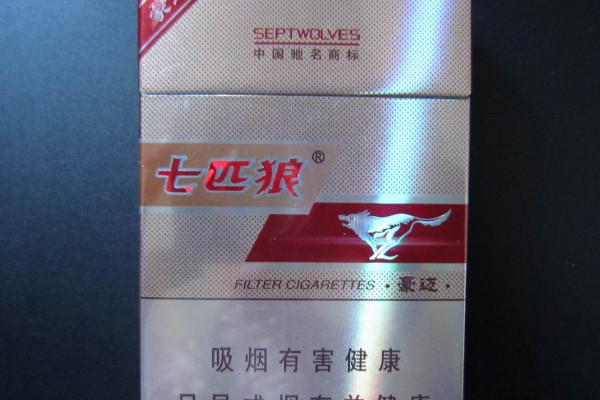 豪
SEPTWOLVES
中国驰名商标
七匹狼®
FILTER CIGARETTES · 豪迈 ·
吸烟有害健康